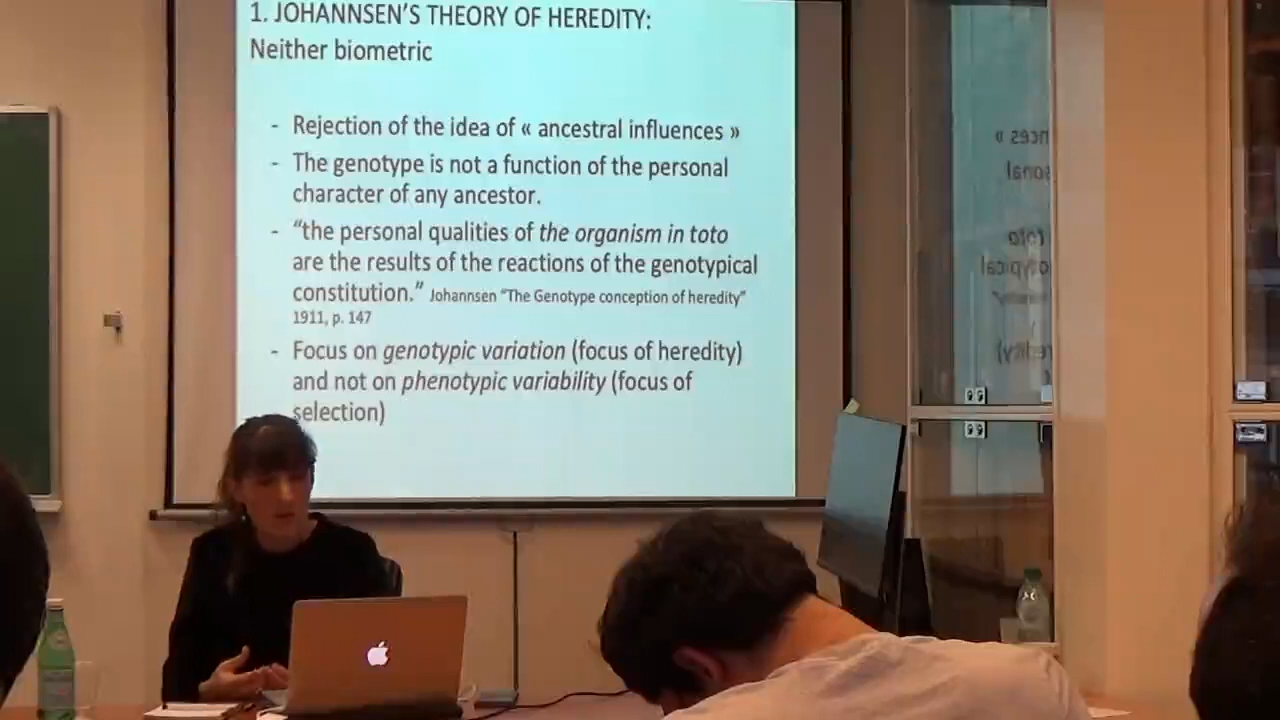 1. JOHANNSEN'S THEORY OF HEREDITY:
Neither biometric
- Rejection of the idea of « ancestral influences »
- The genotype is not a function of the personal
character of any ancestor.
- “the personal qualities of the organism in toto
are the results of the reactions of the genotypical
constitution.” Johannsen “The Genotype conception of heredity”
1911, p. 147
- Focus on genotypic variation (focus of heredity)
and not on phenotypic variability (focus of
selection)